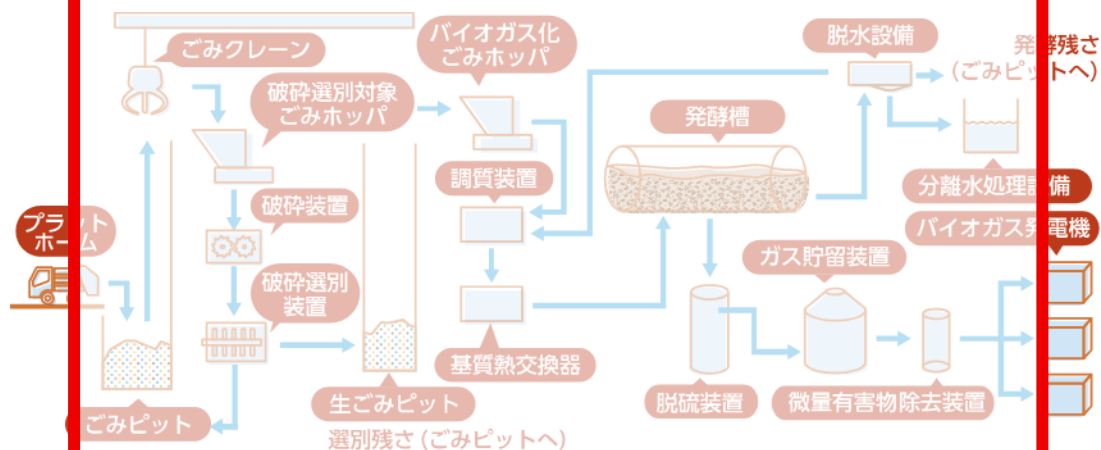 ごみクレーン
バイオガス化
ごみホッパ
脱水設備
発酵残さ
(ごみピットへ)
破砕選別対象
ごみホッパ
発酵槽
調質装置
分離水処理設備
破砕装置
プラットホーム
バイオガス発電機
ガス貯留装置
破砕選別
装置
基質熱交換器
脱硫装置
微量有害物除去装置
生ごみピット
ごみピット
選別残さ(ごみピットへ)